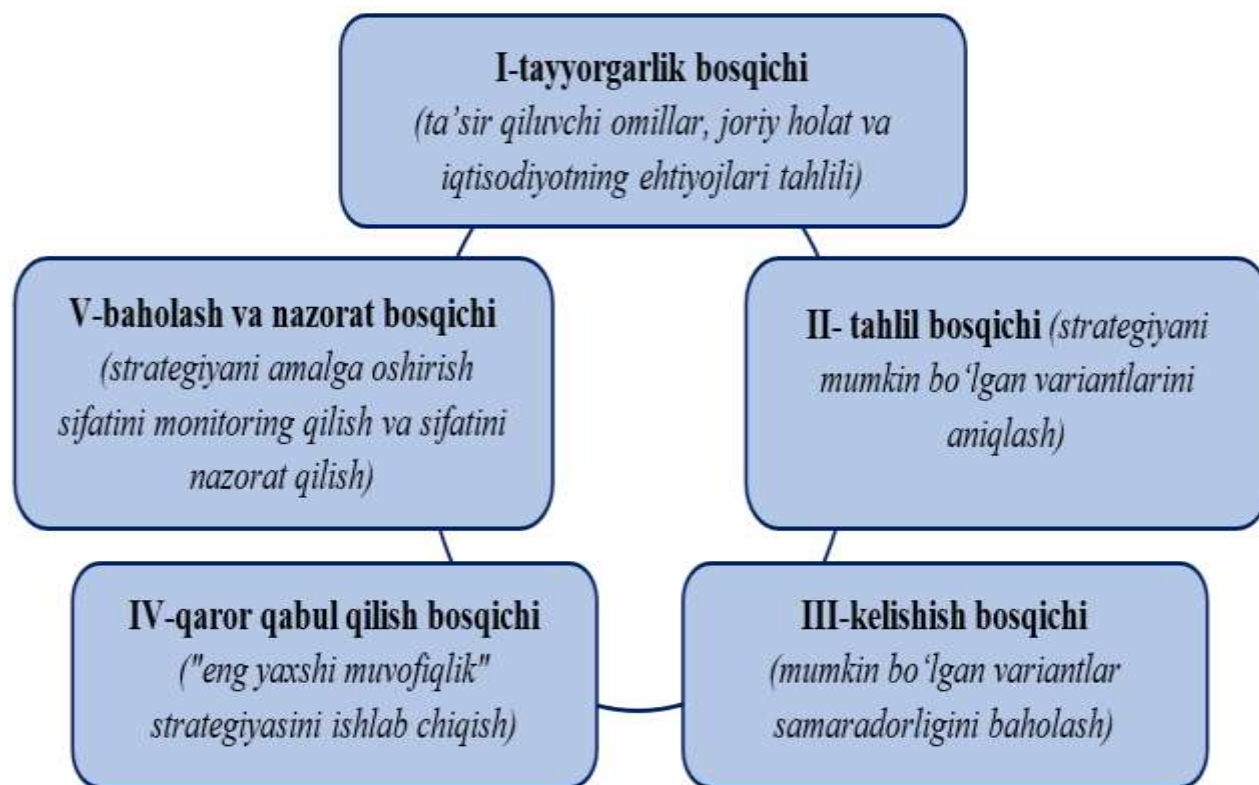 I-tayyorgarlik bosqichi
(ta’sir qiluvchi omillar, joriy holat va
iqtisodiyotning ehtiyojlari tahlili)
II- tahlil bosqichi (strategiyani
mumkin bo‘lgan variantlarini
aniqlash)
III-kelishish bosqichi
(mumkin bo‘lgan variantlar
samaradorligini baholash)
IV-qaror qabul qilish bosqichi
("eng yaxshi muvofiqlik"
strategiyasini ishlab chiqish)
V-baholash va nazorat bosqichi
(strategiyani amalga oshirish
sifatini monitoring qilish va sifatini
nazorat qilish)